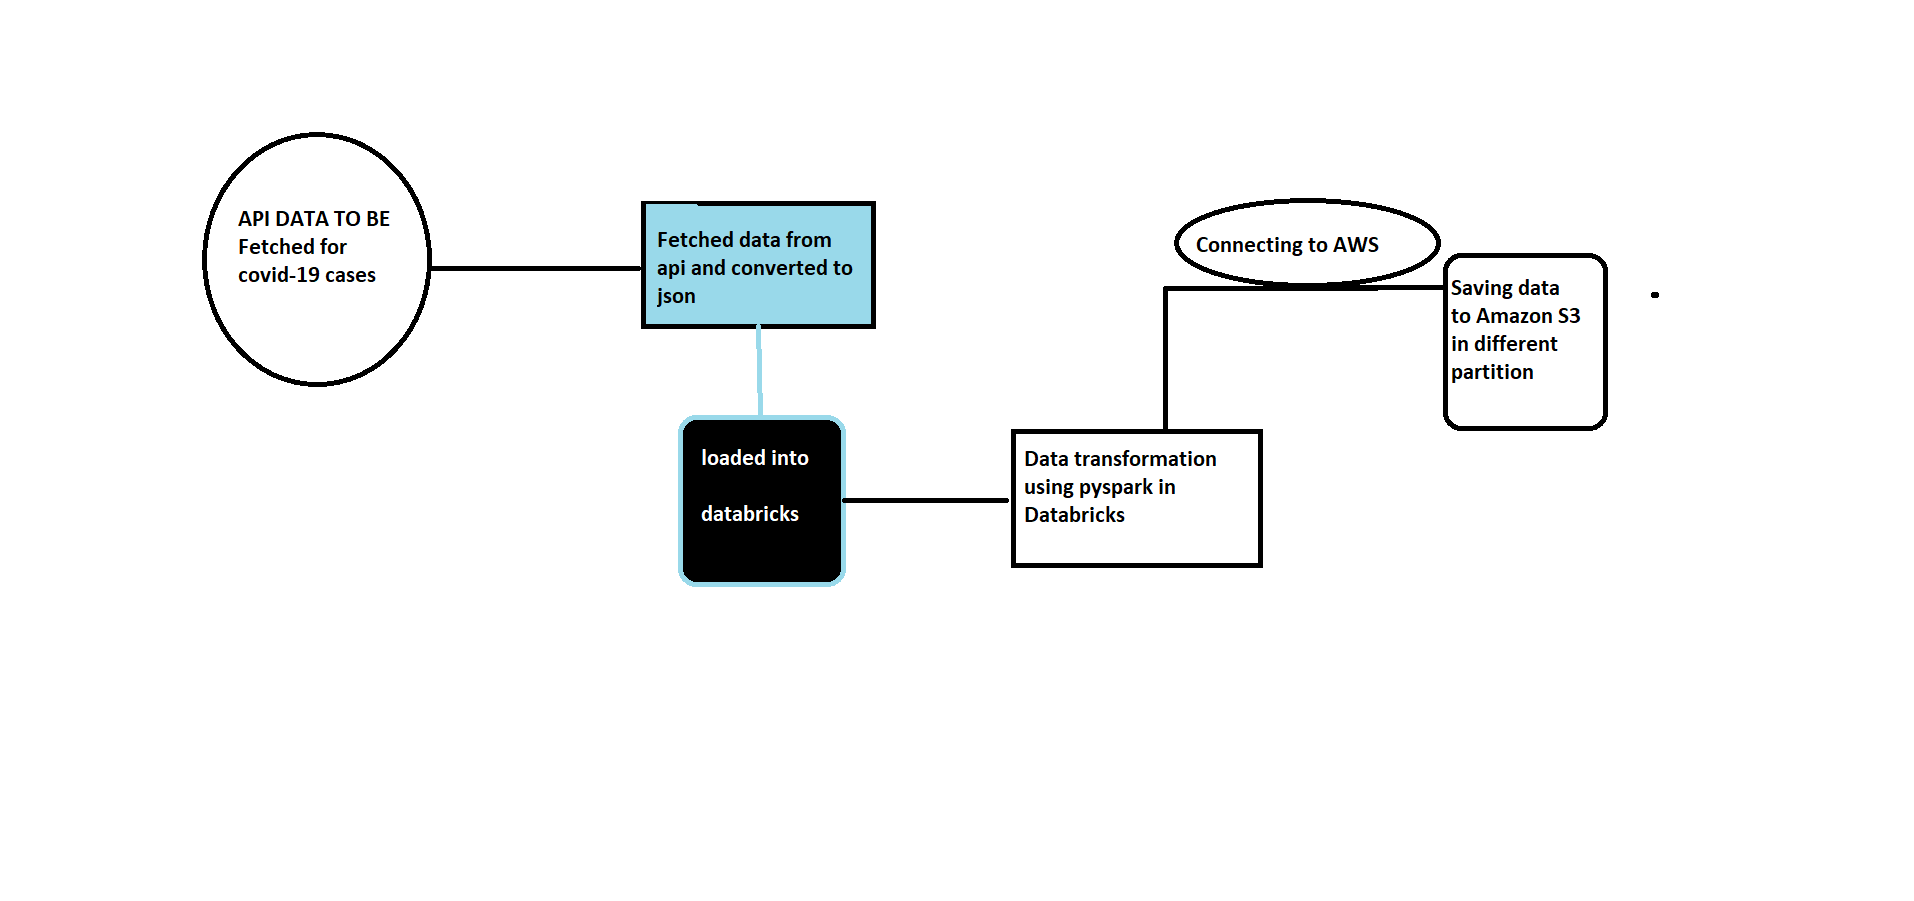 API DATA TO BE
Fetched for
covid-19 cases
Fetched data from
api and converted to
json
loaded into
databricks
Data transformation
using pyspark in
Databricks
Connecting to AWS
Saving data
to Amazon S3
in different
partition